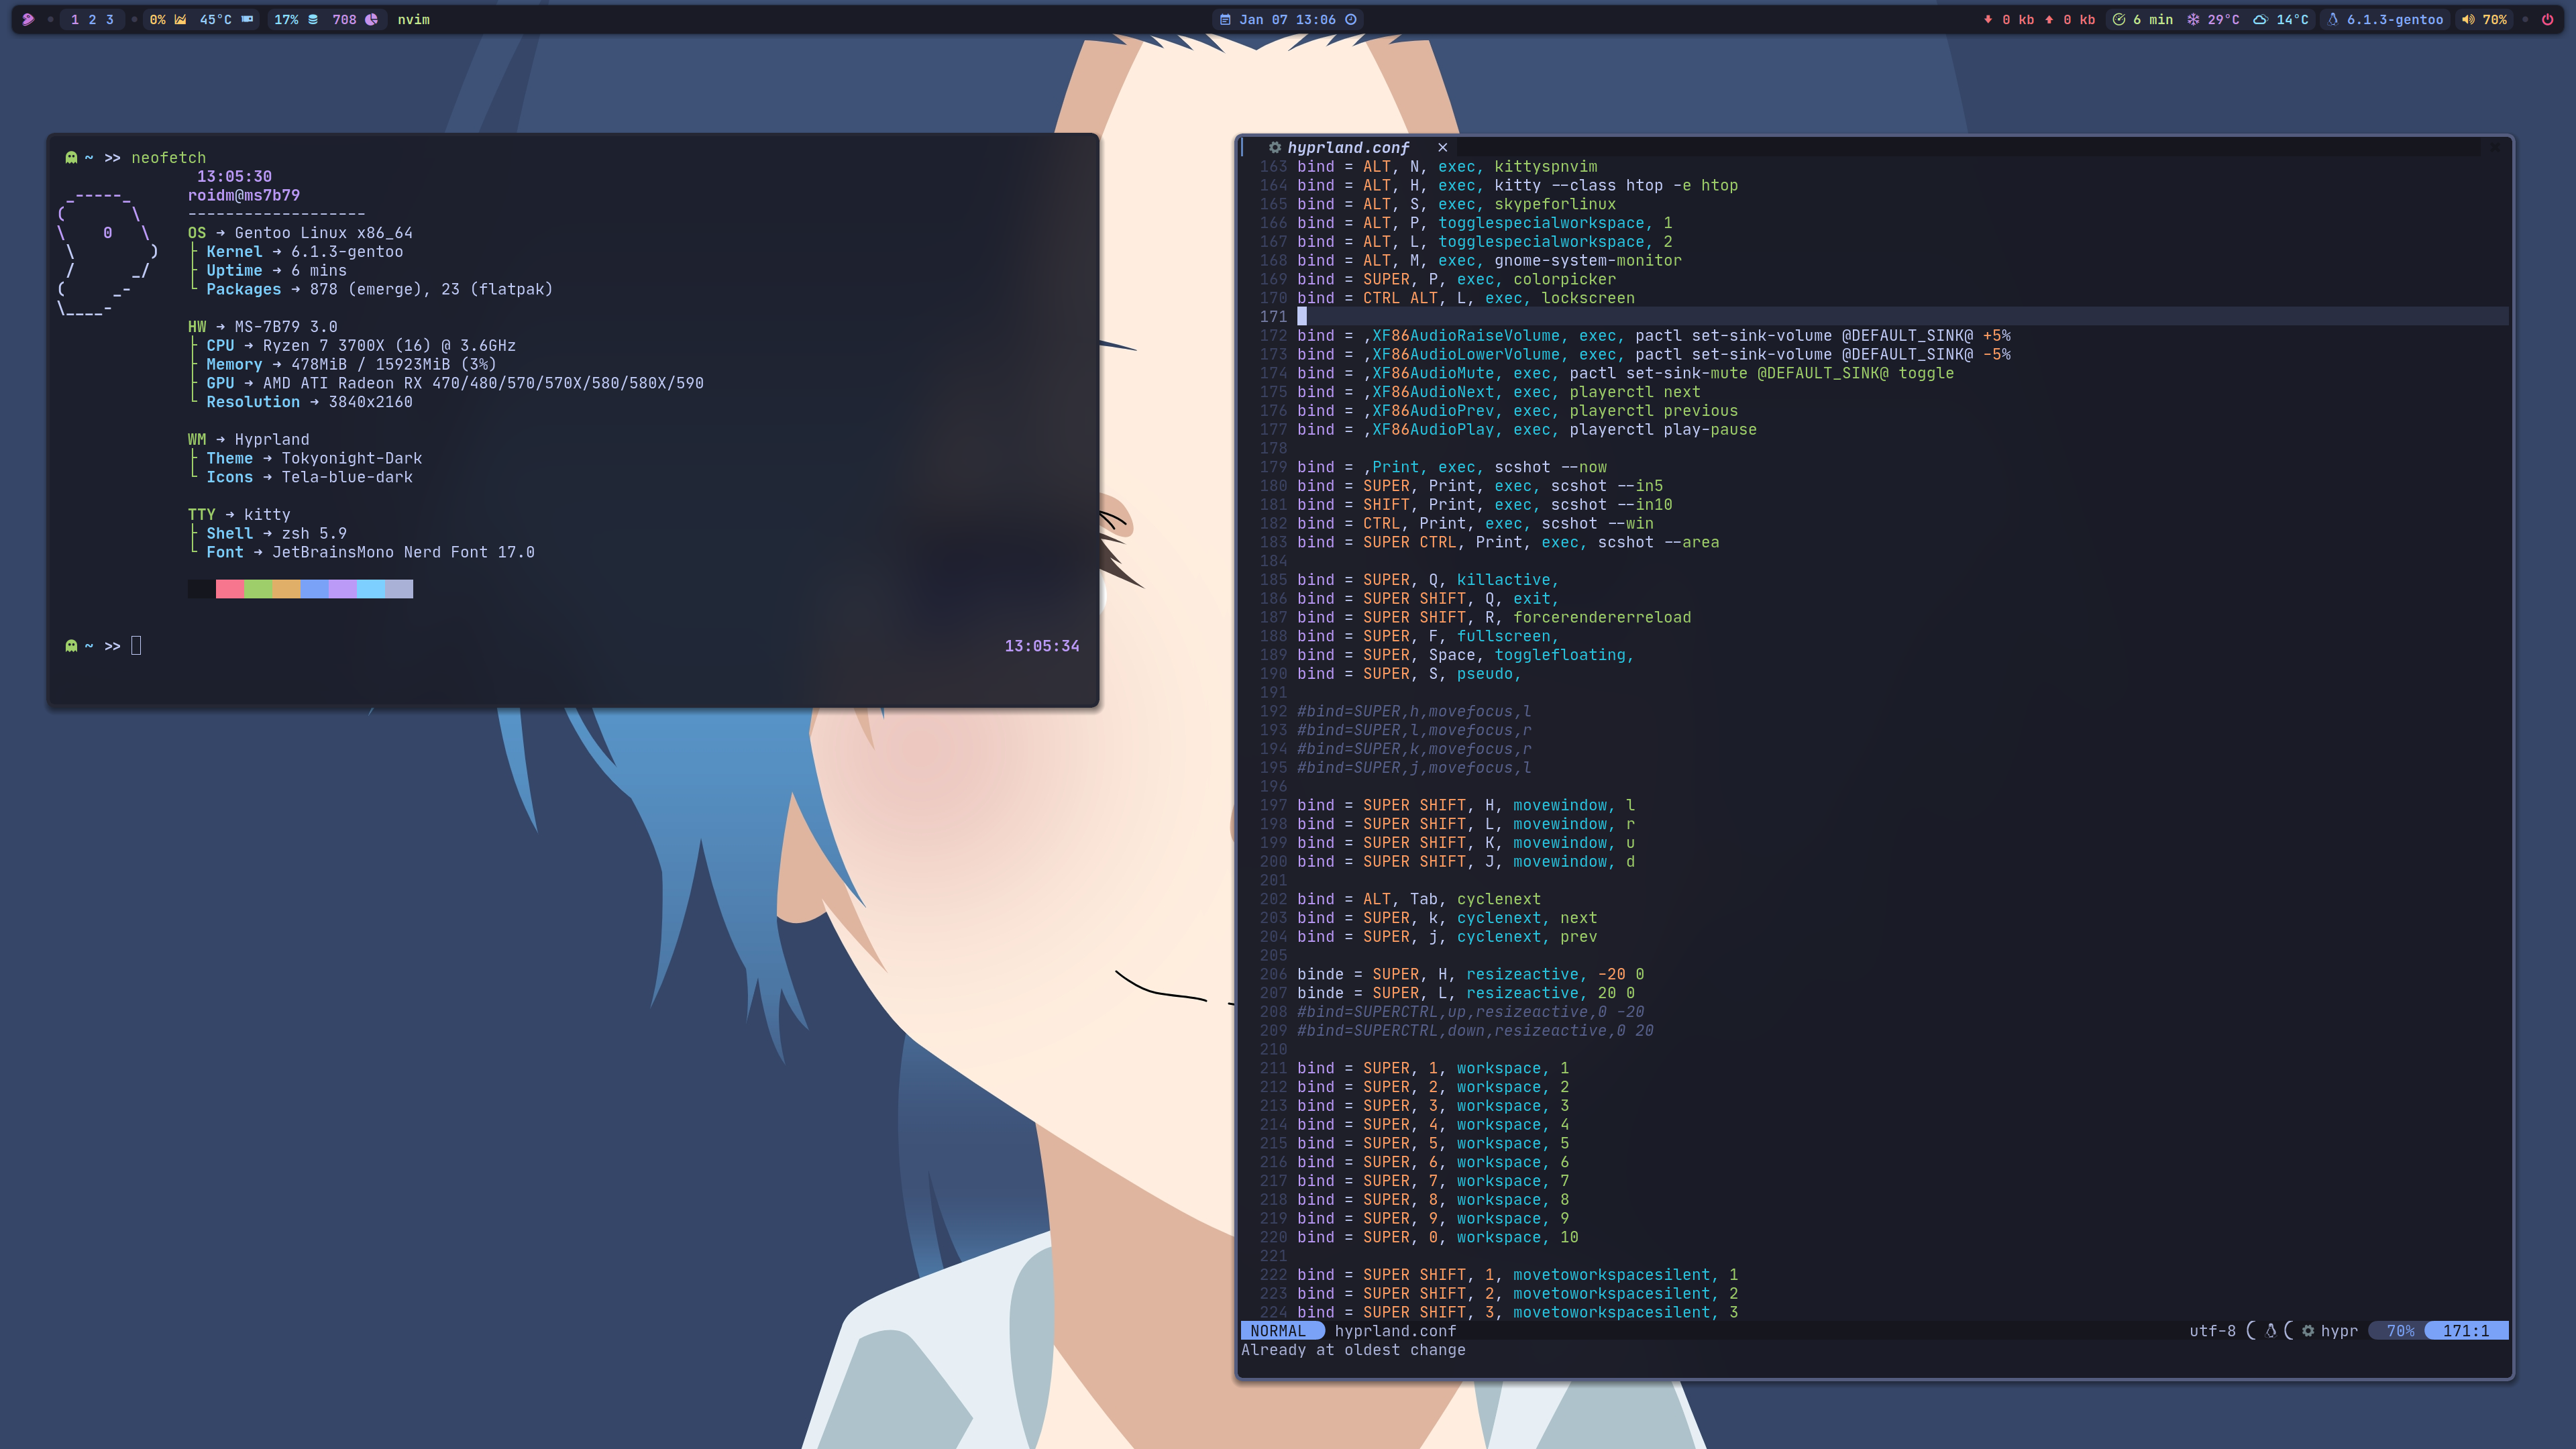 1 2 3 0% 45°C 17% 708 nvim Jan 07 13:06 0 kb 0 kb 6 min 29°C 14°C 6.1.3-gentoo 70%
~ >> neofetch
13:05:30
roidm@ms7b79
-------------------
OS → Gentoo Linux x86_64
├ Kernel → 6.1.3-gentoo
├ Uptime → 6 mins
└ Packages → 878 (emerge), 23 (flatpak)
HW → MS-7B79 3.0
├ CPU → Ryzen 7 3700X (16) @ 3.6GHz
├ Memory → 478MiB / 15923MiB (3%)
├ GPU → AMD ATI Radeon RX 470/480/570/570X/580/580X/590
└ Resolution → 3840x2160
WM → Hyprland
├ Theme → Tokyonight-Dark
└ Icons → Tela-blue-dark
TTY → kitty
├ Shell → zsh 5.9
└ Font → JetBrainsMono Nerd Font 17.0
~ >> 13:05:34
hyprland.conf ×
163 bind = ALT, N, exec, kittyspnvim
164 bind = ALT, H, exec, kitty --class htop -e htop
165 bind = ALT, S, exec, skypeforlinux
166 bind = ALT, P, togglespecialworkspace, 1
167 bind = ALT, L, togglespecialworkspace, 2
168 bind = ALT, M, exec, gnome-system-monitor
169 bind = SUPER, P, exec, colorpicker
170 bind = CTRL ALT, L, exec, lockscreen
171
172 bind = ,XF86AudioRaiseVolume, exec, pactl set-sink-volume @DEFAULT_SINK@ +5%
173 bind = ,XF86AudioLowerVolume, exec, pactl set-sink-volume @DEFAULT_SINK@ -5%
174 bind = ,XF86AudioMute, exec, pactl set-sink-mute @DEFAULT_SINK@ toggle
175 bind = ,XF86AudioNext, exec, playerctl next
176 bind = ,XF86AudioPrev, exec, playerctl previous
177 bind = ,XF86AudioPlay, exec, playerctl play-pause
178
179 bind = ,Print, exec, scshot --now
180 bind = SUPER, Print, exec, scshot --in5
181 bind = SHIFT, Print, exec, scshot --in10
182 bind = CTRL, Print, exec, scshot --win
183 bind = SUPER CTRL, Print, exec, scshot --area
184
185 bind = SUPER, Q, killactive,
186 bind = SUPER SHIFT, Q, exit,
187 bind = SUPER SHIFT, R, forcerendererreload
188 bind = SUPER, F, fullscreen,
189 bind = SUPER, Space, togglefloating,
190 bind = SUPER, S, pseudo,
191
192 #bind=SUPER,h,movefocus,l
193 #bind=SUPER,l,movefocus,r
194 #bind=SUPER,k,movefocus,r
195 #bind=SUPER,j,movefocus,l
196
197 bind = SUPER SHIFT, H, movewindow, l
198 bind = SUPER SHIFT, L, movewindow, r
199 bind = SUPER SHIFT, K, movewindow, u
200 bind = SUPER SHIFT, J, movewindow, d
201
202 bind = ALT, Tab, cyclenext
203 bind = SUPER, k, cyclenext, next
204 bind = SUPER, j, cyclenext, prev
205
206 binde = SUPER, H, resizeactive, -20 0
207 binde = SUPER, L, resizeactive, 20 0
208 #bind=SUPERCTRL,up,resizeactive,0 -20
209 #bind=SUPERCTRL,down,resizeactive,0 20
210
211 bind = SUPER, 1, workspace, 1
212 bind = SUPER, 2, workspace, 2
213 bind = SUPER, 3, workspace, 3
214 bind = SUPER, 4, workspace, 4
215 bind = SUPER, 5, workspace, 5
216 bind = SUPER, 6, workspace, 6
217 bind = SUPER, 7, workspace, 7
218 bind = SUPER, 8, workspace, 8
219 bind = SUPER, 9, workspace, 9
220 bind = SUPER, 0, workspace, 10
221
222 bind = SUPER SHIFT, 1, movetoworkspacesilent, 1
223 bind = SUPER SHIFT, 2, movetoworkspacesilent, 2
224 bind = SUPER SHIFT, 3, movetoworkspacesilent, 3
NORMAL hyprland.conf utf-8 hypr 70% 171:1
Already at oldest change